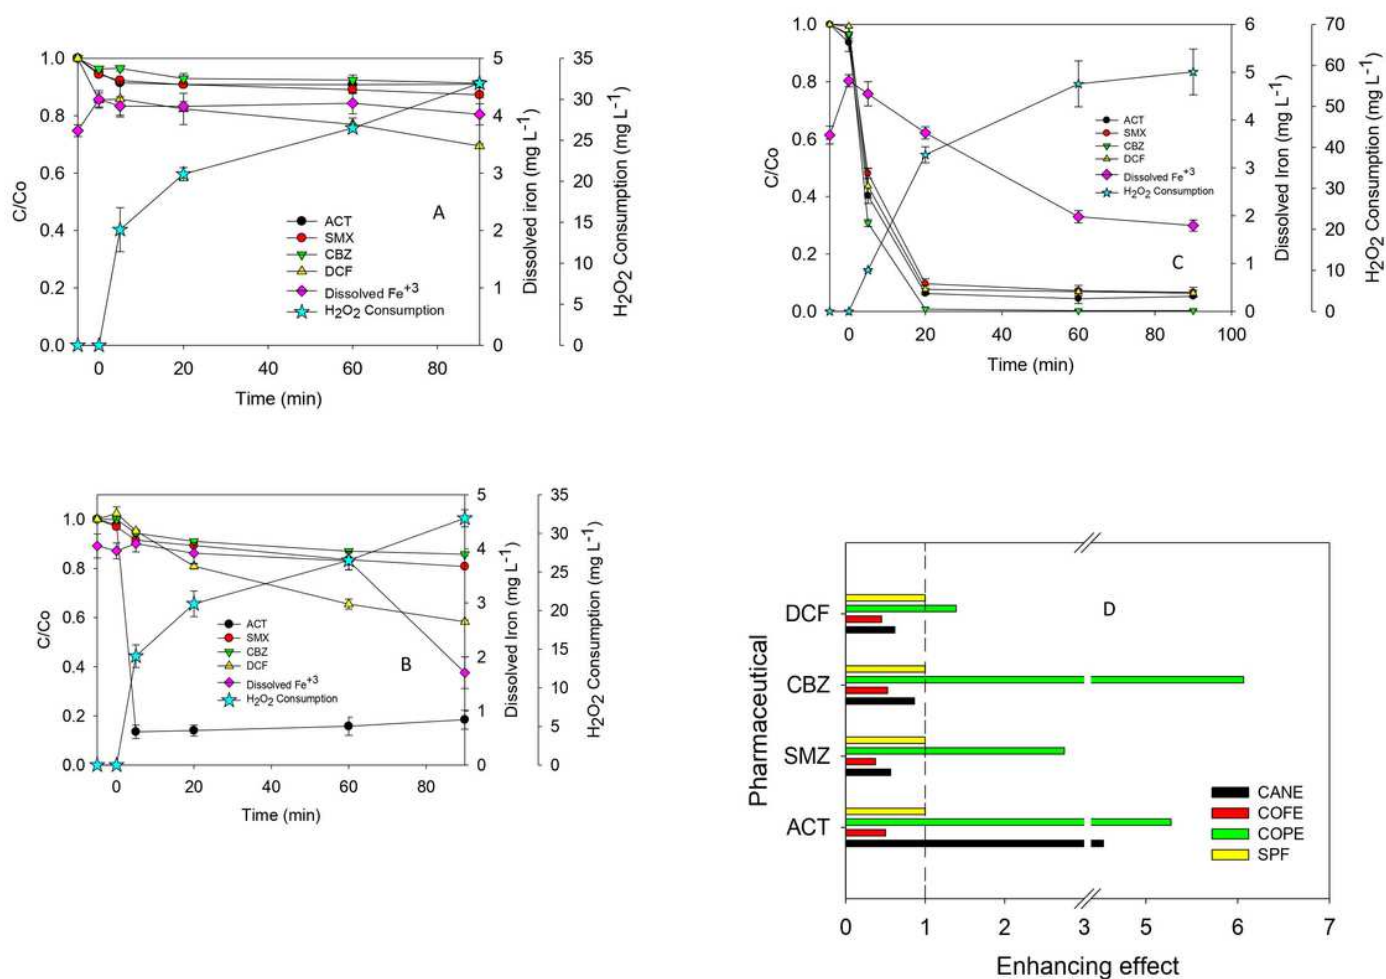 1.0
0.8
0.6
0.4
0.2
0.0
C/Co
0
20
40
60
80
Time (min)
5
4
3
2
1
0
Dissolved iron (mg L⁻¹)
35
30
25
20
15
10
5
0
H₂O₂ Consumption (mg L⁻¹)
A
ACT
SMX
CBZ
DCF
Dissolved Fe⁺³
H₂O₂ Consumption
1.0
0.8
0.6
0.4
0.2
0.0
C/Co
0
20
40
60
80
100
Time (min)
6
5
4
3
2
1
0
Dissolved Iron (mg L⁻¹)
70
60
50
40
30
20
10
0
H₂O₂ Consumption (mg L⁻¹)
ACT
SMX
CBZ
DCF
Dissolved Fe⁺³
H₂O₂ Consumption
C
1.0
0.8
0.6
0.4
0.2
0.0
C/Co
0
20
40
60
80
Time (min)
5
4
3
2
1
0
Dissolved Iron (mg L⁻¹)
35
30
25
20
15
10
5
0
H₂O₂ Consumption (mg L⁻¹)
ACT
SMX
CBZ
DCF
Dissolved Fe⁺³
H₂O₂ Consumption
B
D
Pharmaceutical
DCF
CBZ
SMZ
ACT
CANE
COFE
COPE
SPF
0
1
2
3
5
6
7
Enhancing effect